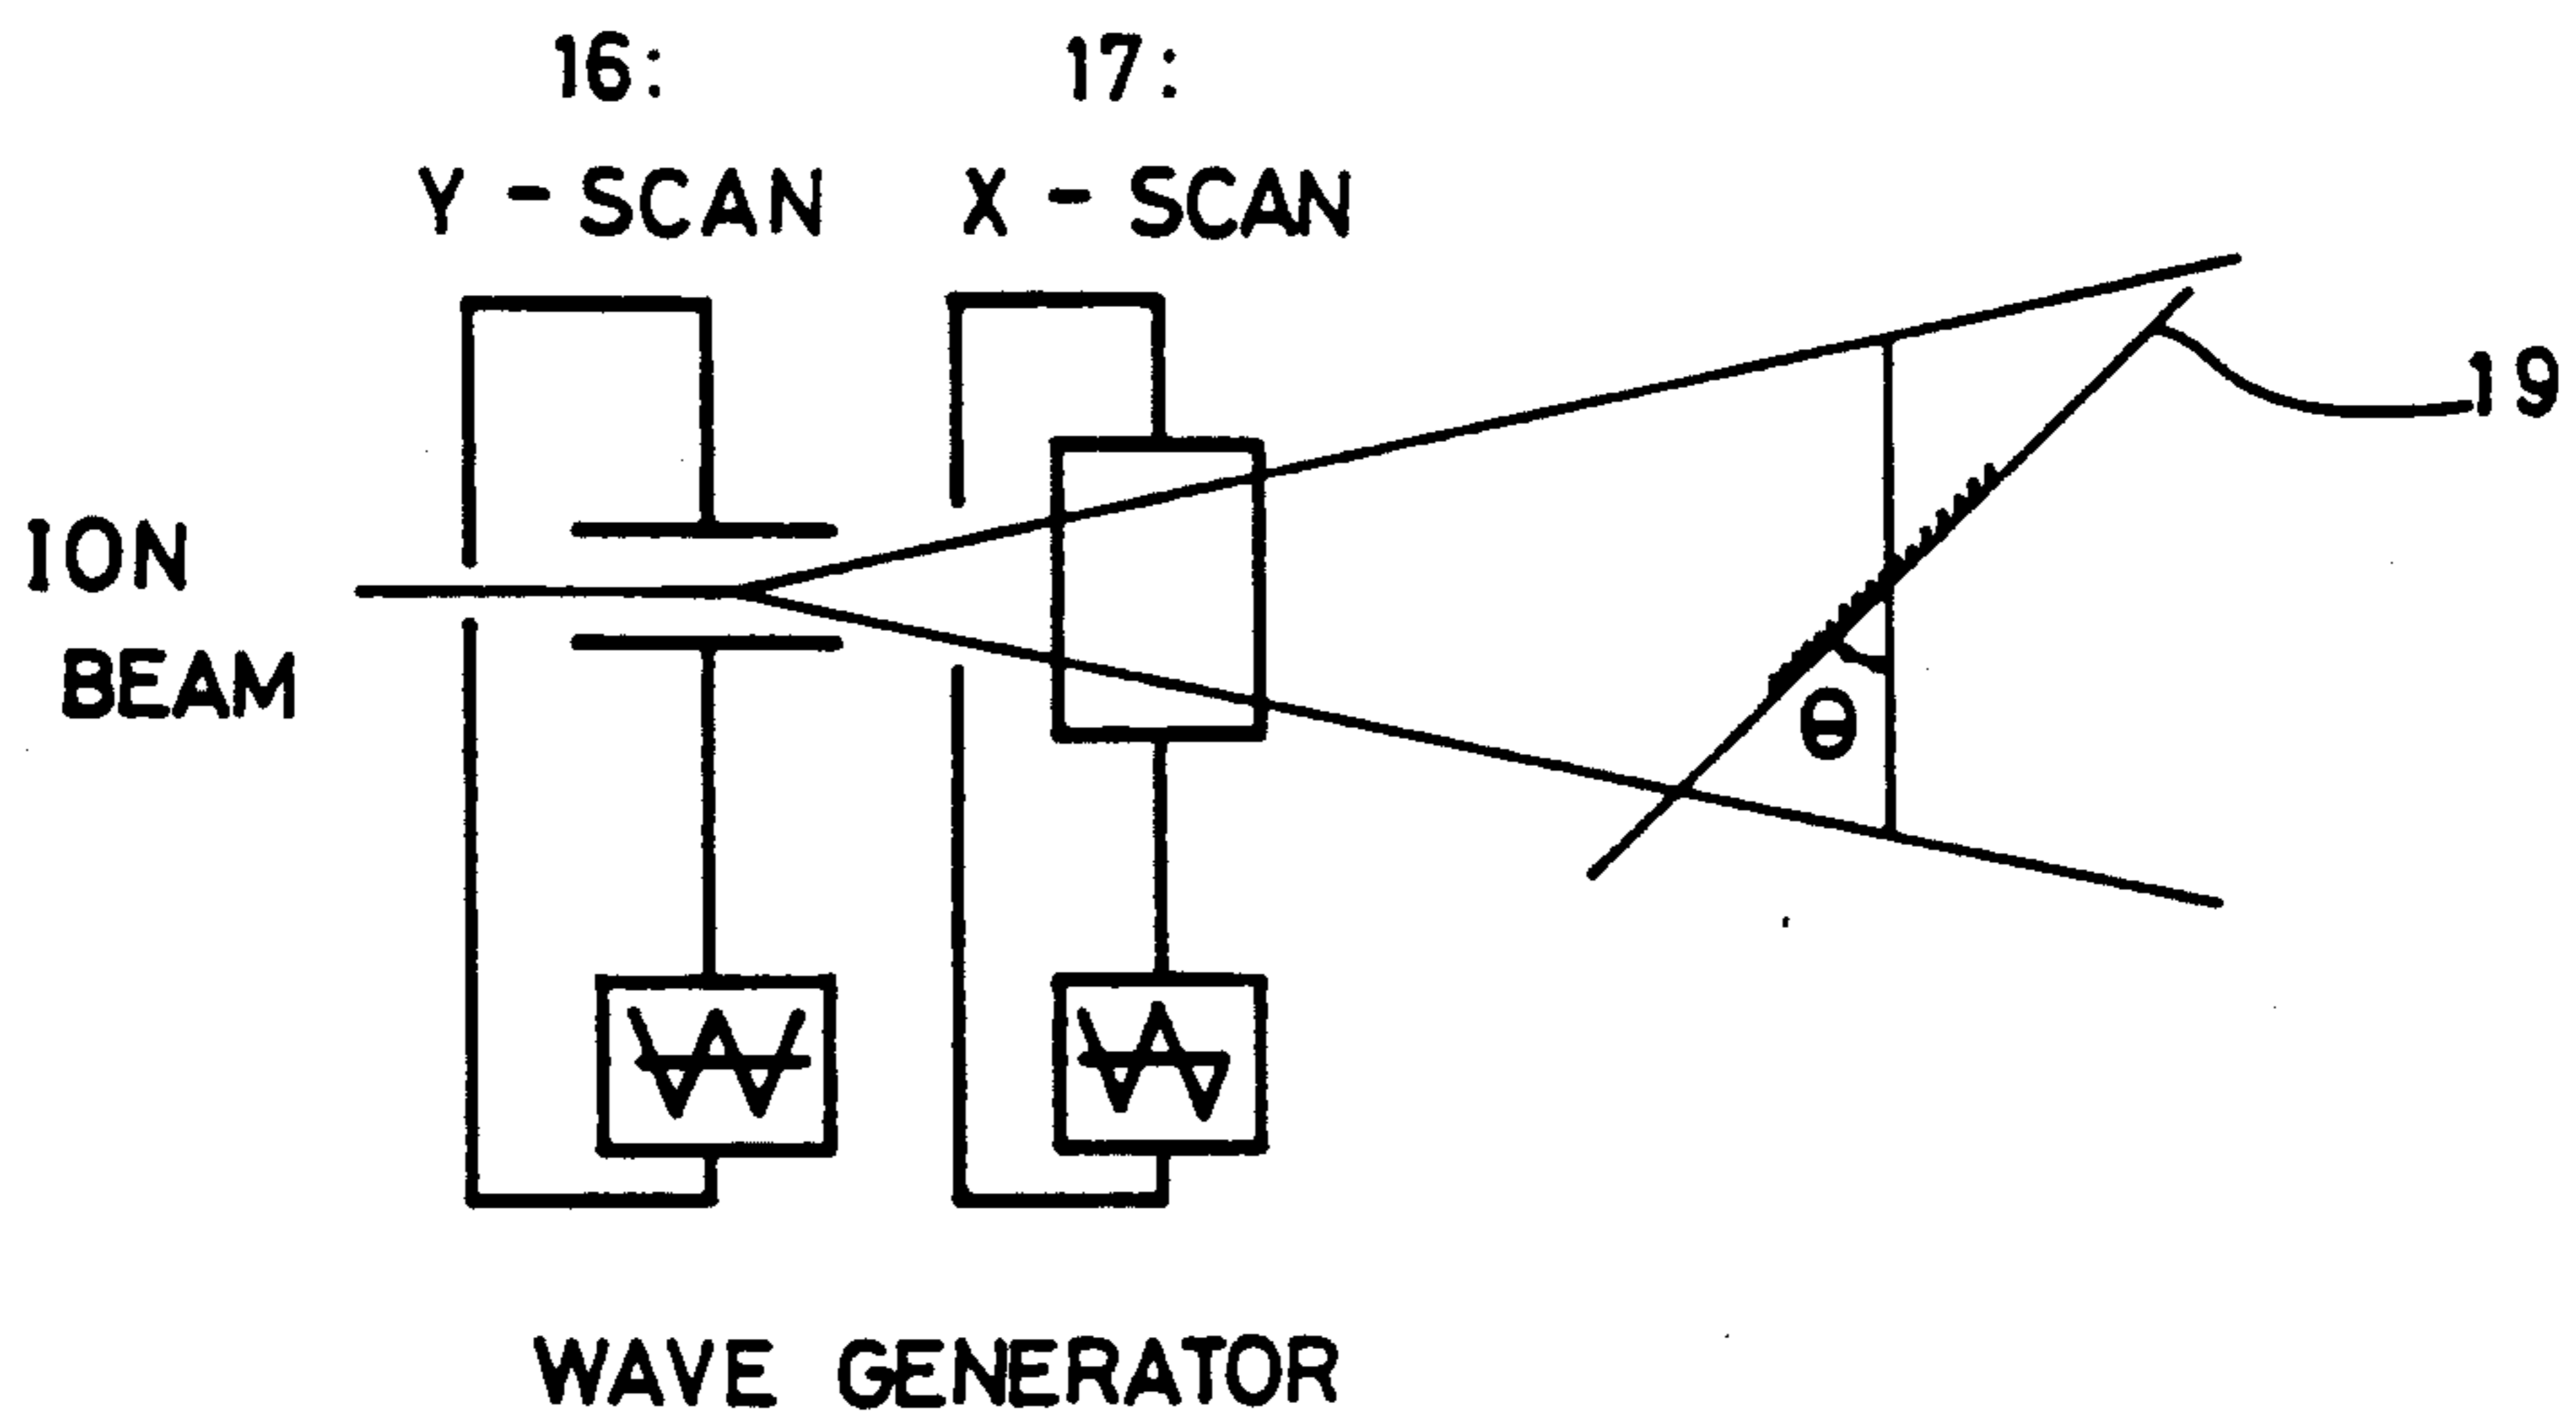 16:
17:
Y - SCAN
X - SCAN
19
ION
BEAM
θ
WAVE GENERATOR